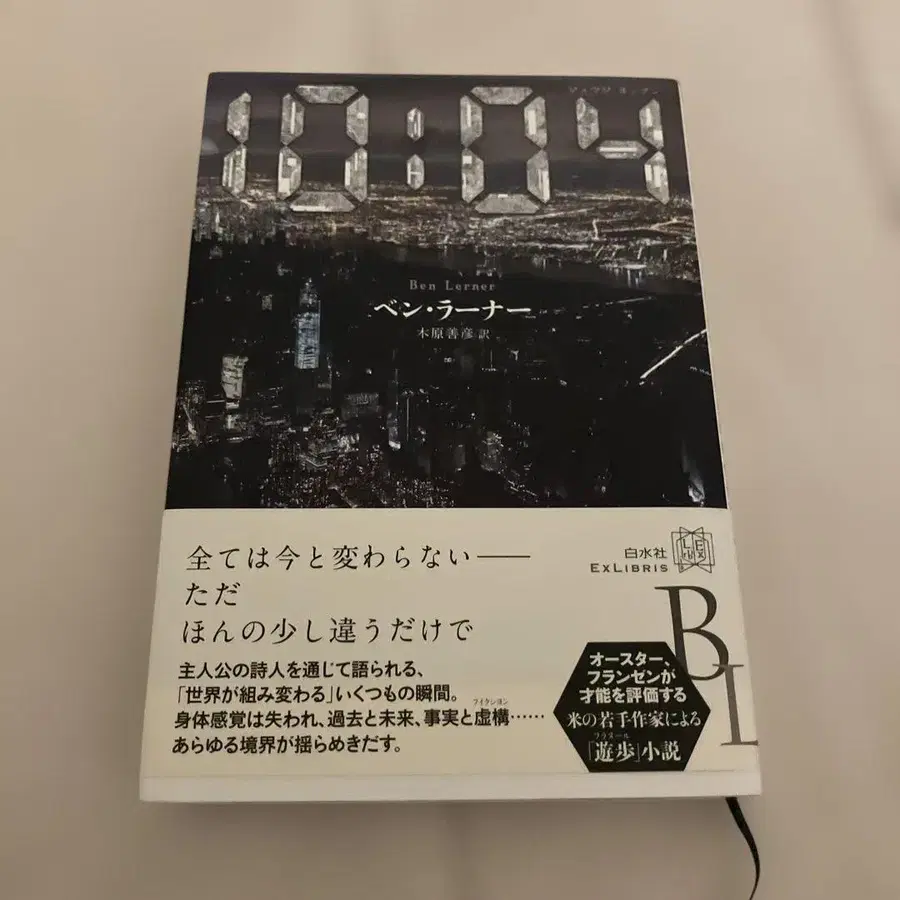 10:04
Ben Lerner
ベン・ラーナー
木原善彦 訳
全ては今と変わらない――
ただ
ほんの少し違うだけで
主人公の詩人を通じて語られる、
「世界が組み変わる」いくつもの瞬間。
フィクシヨン
身体感覚は失われ、過去と未来、事実と虚構……
あらゆる境界が揺らめきだす。
白水社
EXLIBRIS
BL
オースター、
フランゼンが
才能を評価する
米の若手作家による
フラヌール
「遊歩」小説